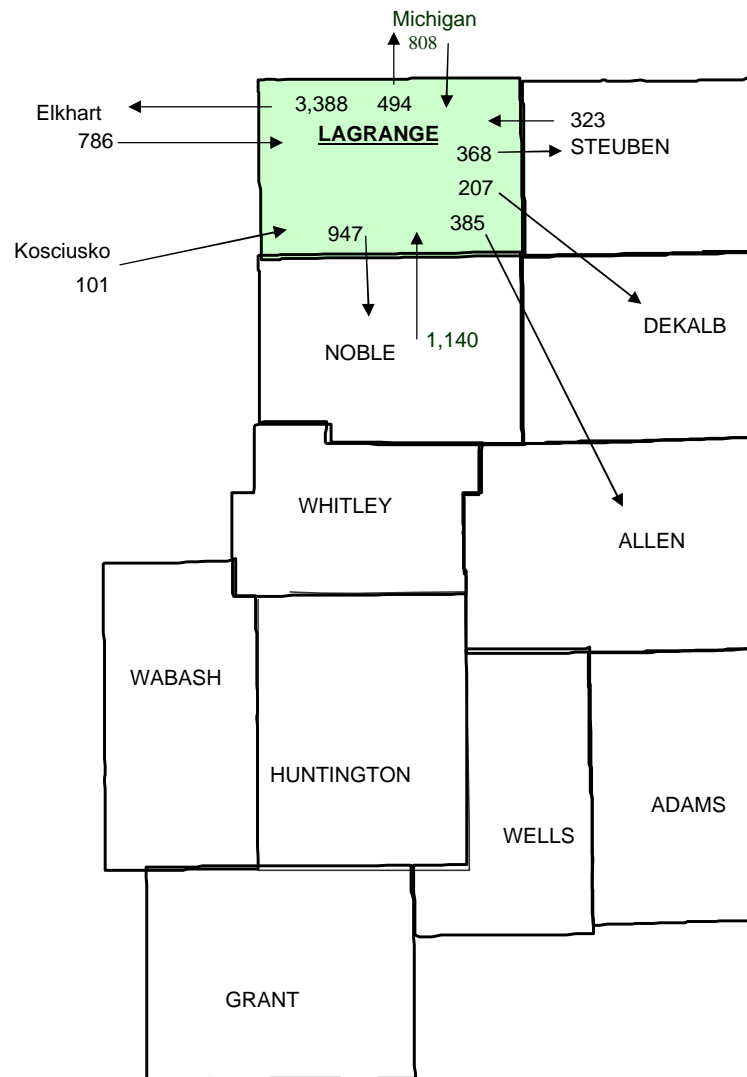 Michigan
808
Elkhart
3,388 494
786
LAGRANGE
323
STEUBEN
368
207
385
947
Kosciusko
101
DEKALB
NOBLE
1,140
WHITLEY
ALLEN
WABASH
HUNTINGTON
ADAMS
WELLS
GRANT